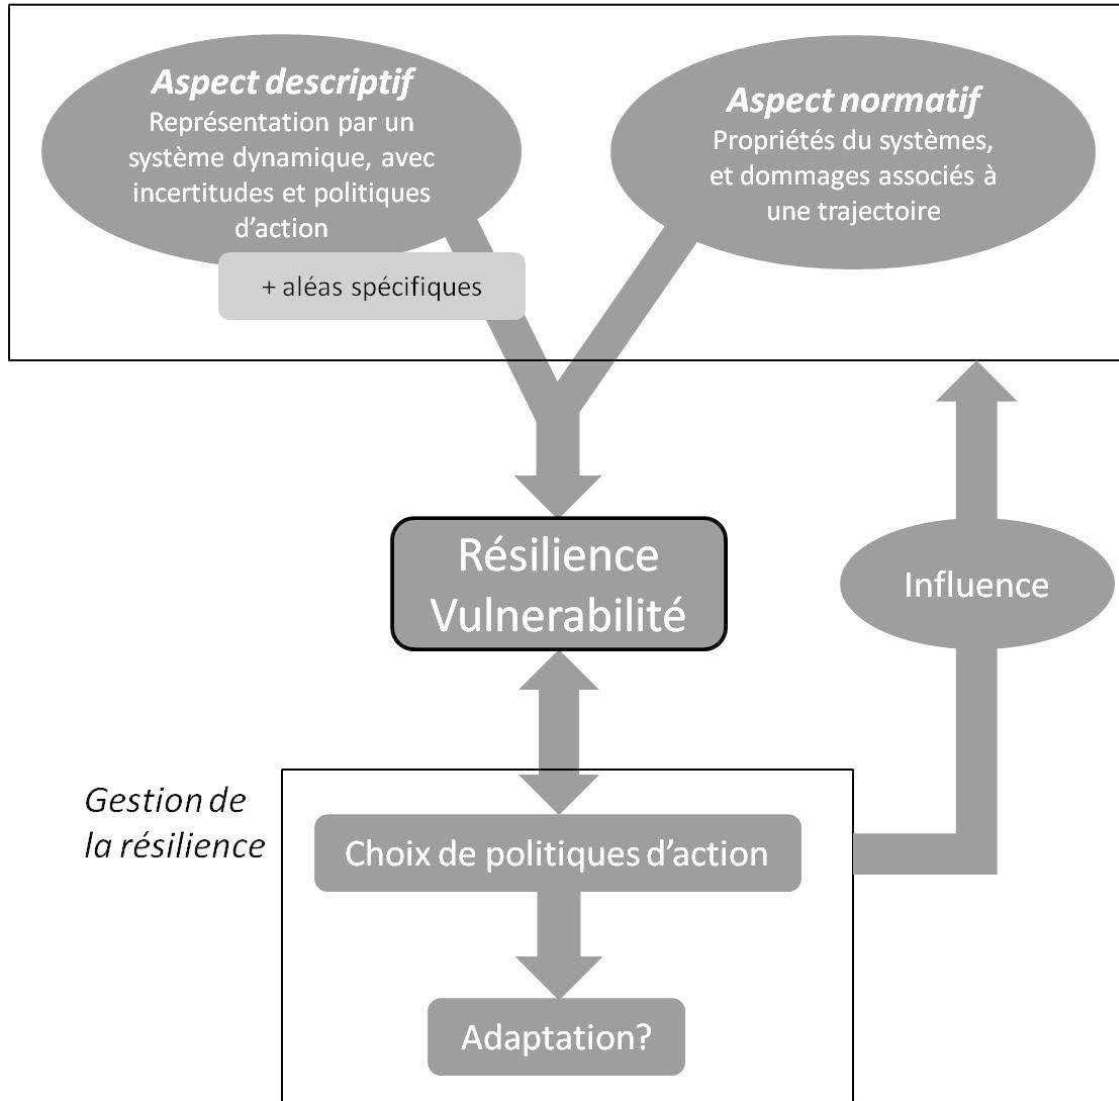 Aspect descriptif
Représentation par un
système dynamique, avec
incertitudes et politiques
d'action
+ aléas spécifiques
Aspect normatif
Propriétés du systèmes,
et dommages associés à
une trajectoire
Résilience
Vulnerabilité
Influence
Gestion de
la résilience
Choix de politiques d'action
Adaptation?